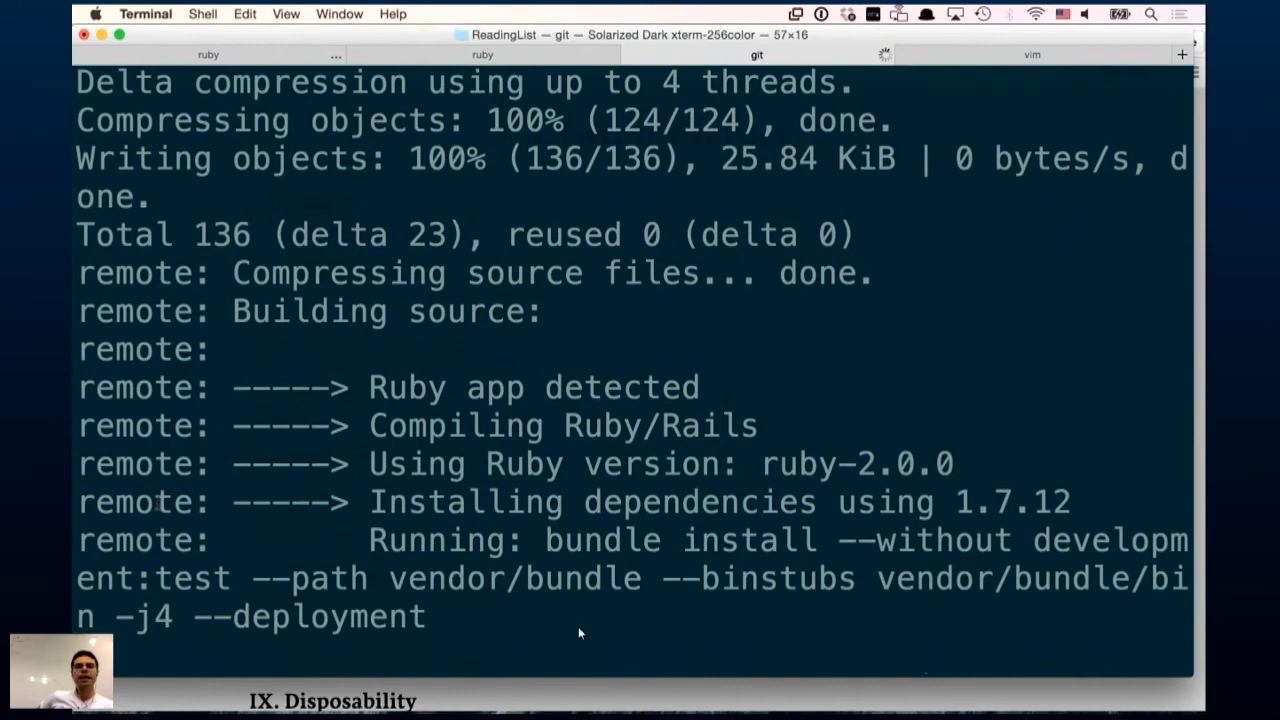 Terminal Shell Edit View Window Help
ReadingList — git — Solarized Dark xterm-256color — 57×16
ruby ... ruby git vim +
Delta compression using up to 4 threads.
Compressing objects: 100% (124/124), done.
Writing objects: 100% (136/136), 25.84 KiB | 0 bytes/s, d
one.
Total 136 (delta 23), reused 0 (delta 0)
remote: Compressing source files... done.
remote: Building source:
remote:
remote: -----> Ruby app detected
remote: -----> Compiling Ruby/Rails
remote: -----> Using Ruby version: ruby-2.0.0
remote: -----> Installing dependencies using 1.7.12
remote:        Running: bundle install --without developm
ent:test --path vendor/bundle --binstubs vendor/bundle/bi
n -j4 --deployment
IX. Disposability